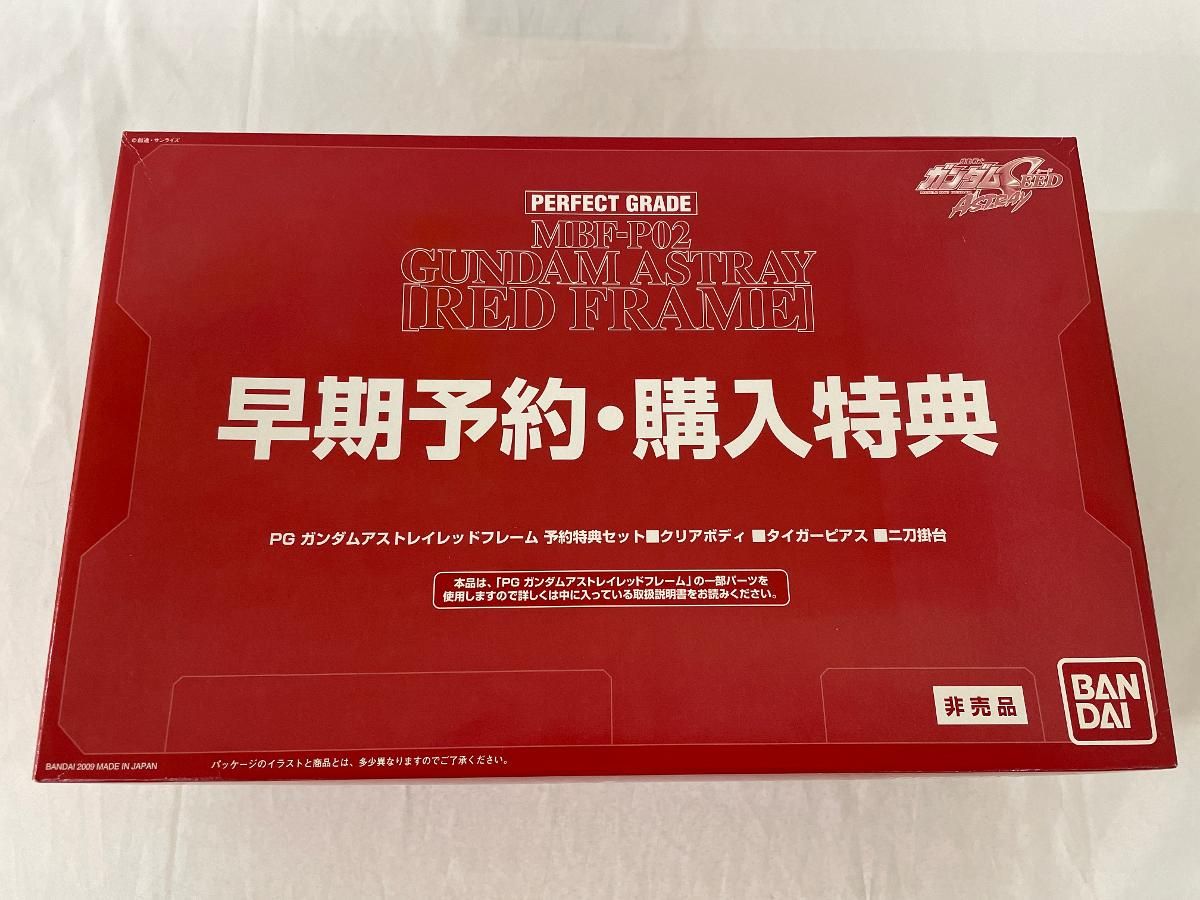 ©創通・サンライズ
機動戦士
ガンダムSEED
ASTRAY
PERFECT GRADE
MBF-P02
GUNDAM ASTRAY
[RED FRAME]
早期予約・購入特典
PG ガンダムアストレイレッドフレーム 予約特典セット■クリアボディ ■タイガーピアス ■二刀掛台
本品は、「PG ガンダムアストレイレッドフレーム」の一部パーツを
使用しますので詳しくは中に入っている取扱説明書をお読みください。
非売品
BAN
DAI
BANDAI 2009 MADE IN JAPAN
パッケージのイラストと商品とは、多少異なりますのでご了承ください。